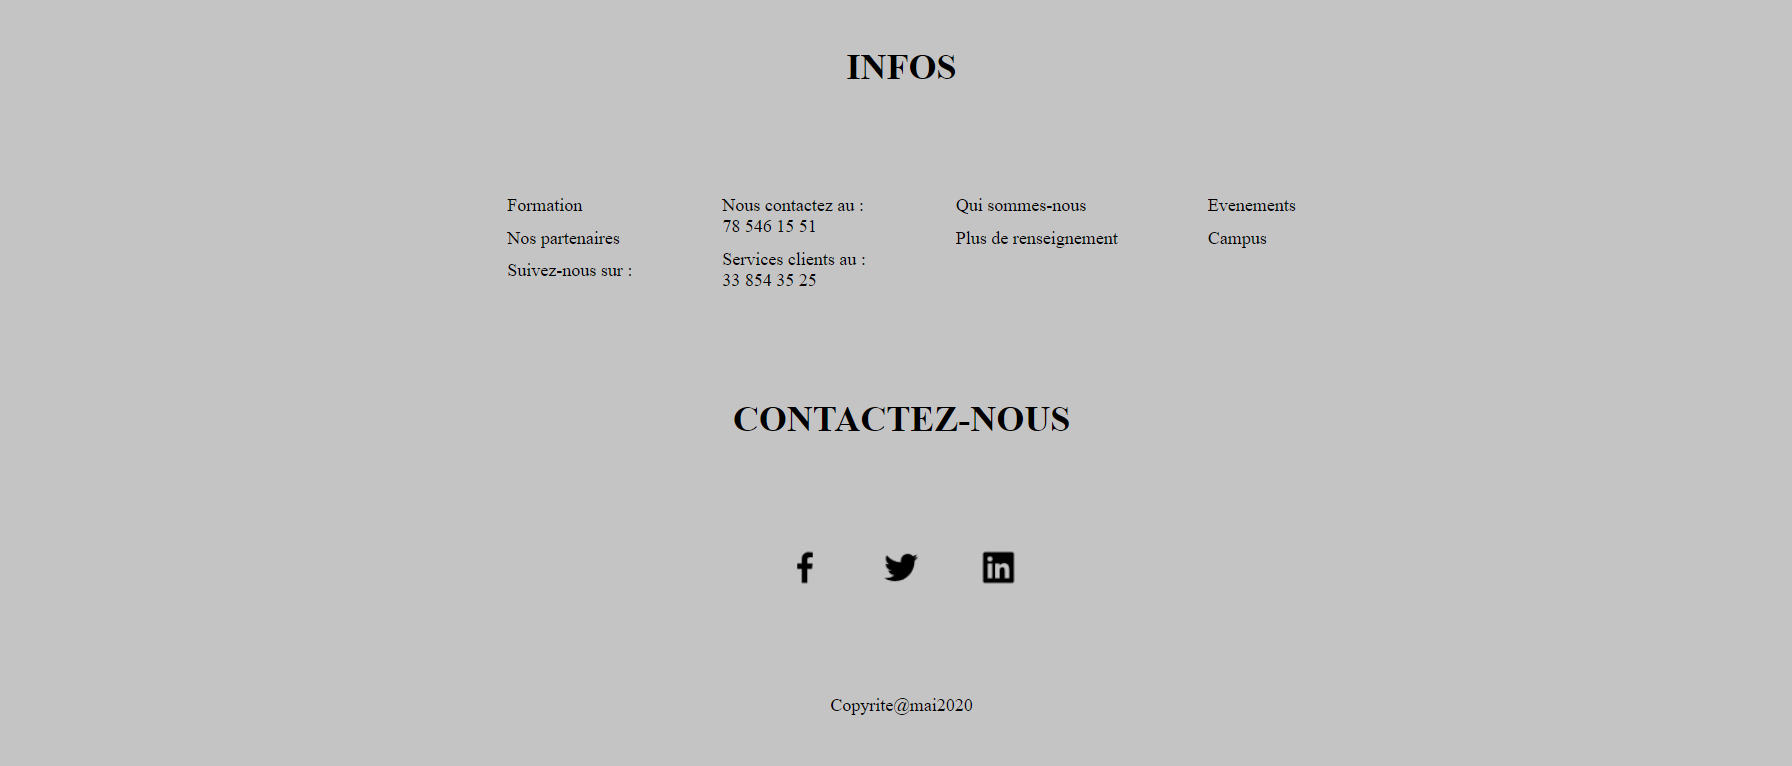 INFOS
Formation
Nos partenaires
Suivez-nous sur :
Nous contactez au :
78 546 15 51
Services clients au :
33 854 35 25
Qui sommes-nous
Plus de renseignement
Evenements
Campus
CONTACTEZ-NOUS
Copyrite@mai2020